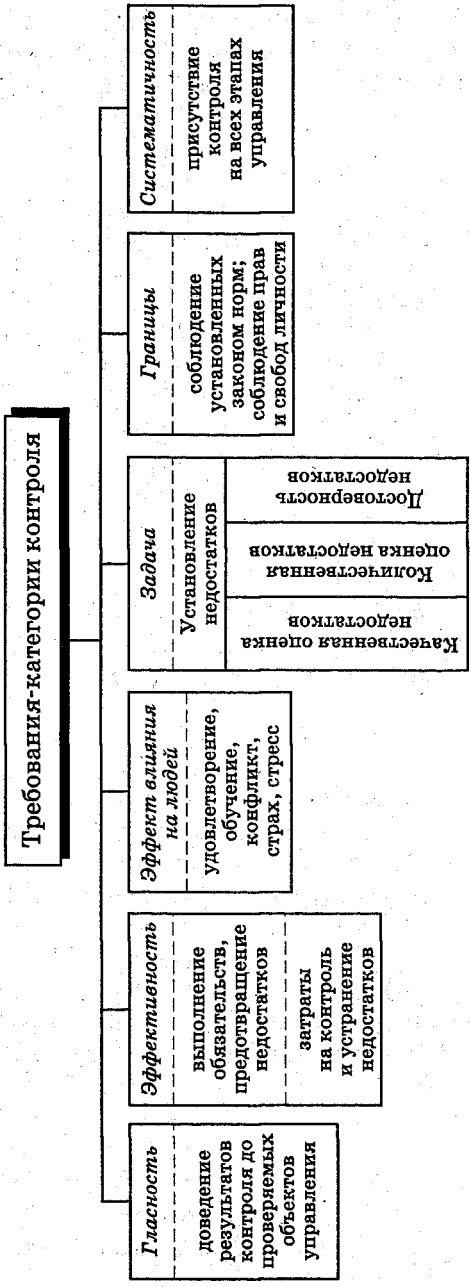 Требования-категории контроля
Гласность
доведение
результатов
контроля до
проверяемых
объектов
управления
Эффективность
выполнение
обязательств,
предотвращение
недостатков
затраты
на контроль
и устранение
недостатков
Эффект влияния
на людей
удовлетворение,
обучение,
конфликт,
страх, стресс
Задача
Установление
недостатков
Качественная оценка
недостатков
Количественная
оценка недостатков
Достоверность
недостатков
Границы
соблюдение
установленных
законом норм;
соблюдение прав
и свобод личности
Систематичность
присутствие
контроля
на всех этапах
управления